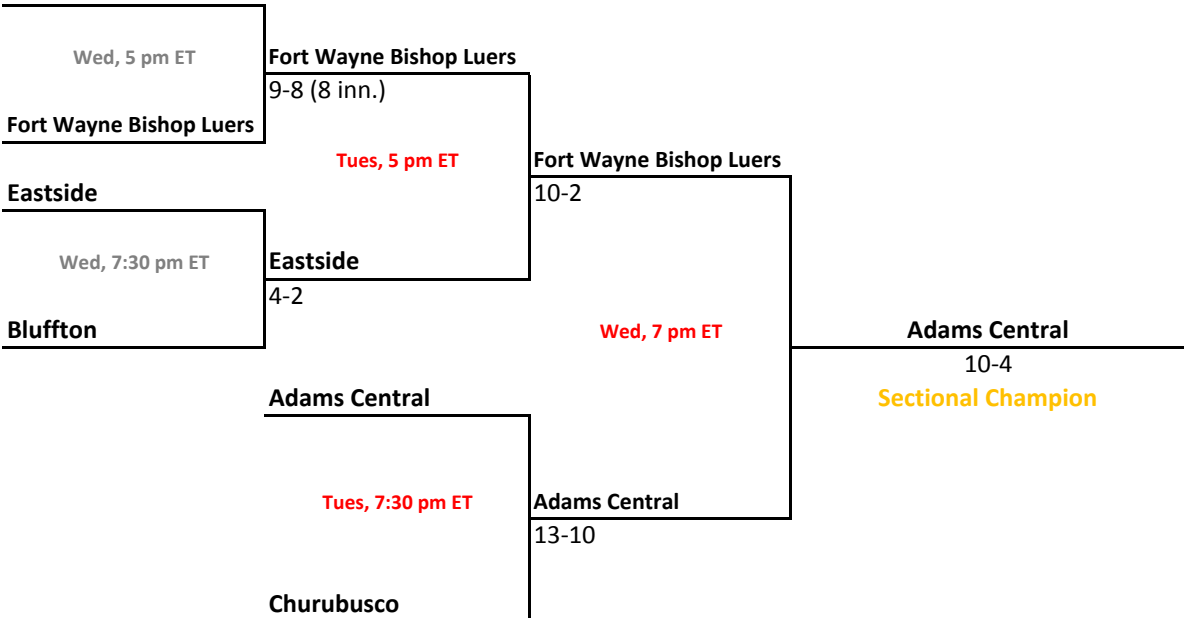 Wed, 5 pm ET
Fort Wayne Bishop Luers
9-8 (8 inn.)
Fort Wayne Bishop Luers
Tues, 5 pm ET
Fort Wayne Bishop Luers
10-2
Eastside
Wed, 7:30 pm ET
Eastside
4-2
Bluffton
Wed, 7 pm ET
Adams Central
10-4
Sectional Champion
Adams Central
Tues, 7:30 pm ET
Adams Central
13-10
Churubusco